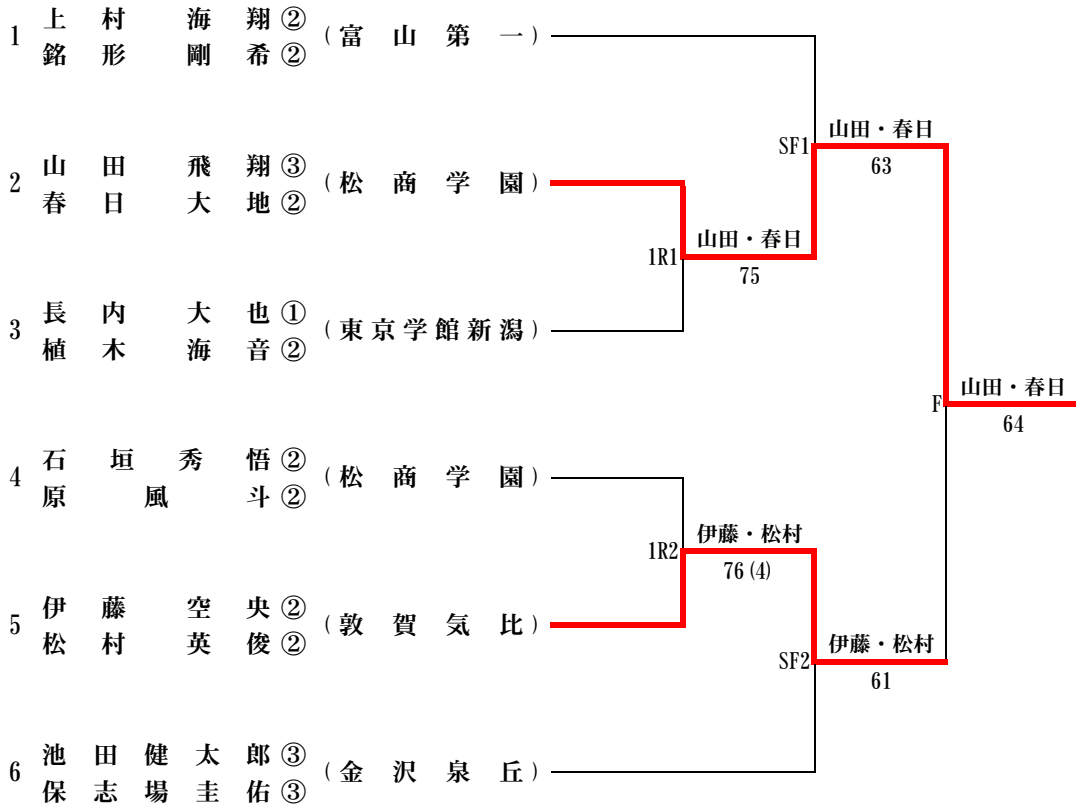 1 上村 海翔② (富山第一)
銘形 剛希②
2 山田 飛翔③ (松商学園)
春日 大地②
3 長内 大也① (東京学館新潟)
植木 海音②
4 石垣秀悟② (松商学園)
原風斗②
5 伊藤 空央② (敦賀気比)
松村 英俊②
6 池田健太郎③ (金沢泉丘)
保志場圭佑③
1R1
山田・春日
75
1R2
伊藤・松村
76(4)
SF1
山田・春日
63
SF2
伊藤・松村
61
F
山田・春日
64